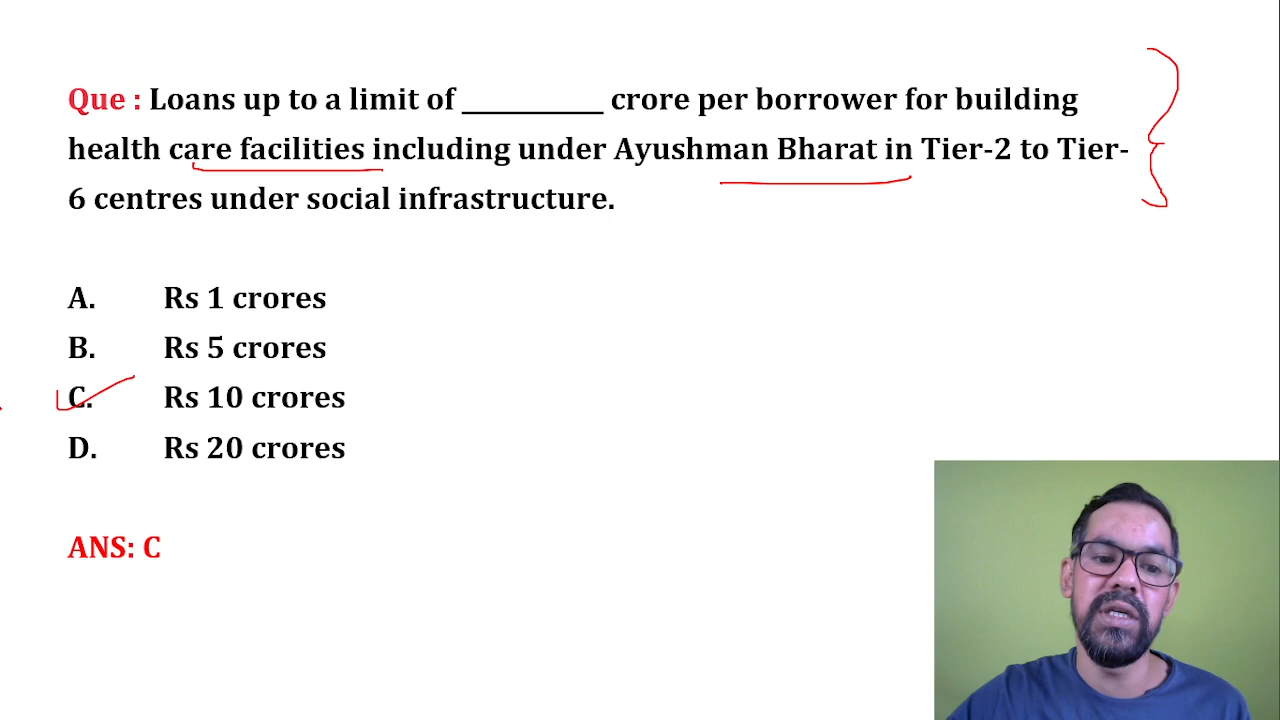 Que : Loans up to a limit of ____________ crore per borrower for building
health care facilities including under Ayushman Bharat in Tier-2 to Tier-
6 centres under social infrastructure.
A. Rs 1 crores
B. Rs 5 crores
C. Rs 10 crores
D. Rs 20 crores
ANS: C